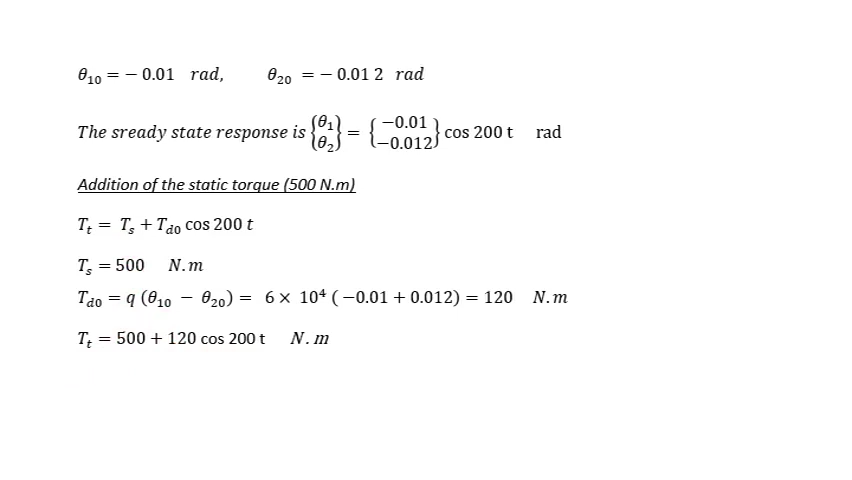 θ₁₀ = − 0.01 rad, θ₂₀ = − 0.01 2 rad
The sready state response is {θ₁ θ₂} = {−0.01 −0.012} cos 200 t rad
Addition of the static torque (500 N.m)
Tₜ = Tₛ + T_do cos 200 t
Tₛ = 500 N.m
T_do = q (θ₁₀ − θ₂₀) = 6 × 10⁴ ( −0.01 + 0.012) = 120 N.m
Tₜ = 500 + 120 cos 200 t N. m